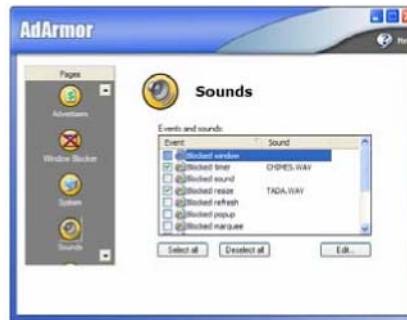 AdArmor
He
Pages
Advertisers
Window Blocker
System
Sounds
Sounds
Events and sounds:
Event Sound
Blocked window
Blocked timer CHIMES.WAV
Blocked sound
Blocked resize TADA.WAV
Blocked refresh
Blocked popup
Blocked marquee
Select all Deselect all Edit...